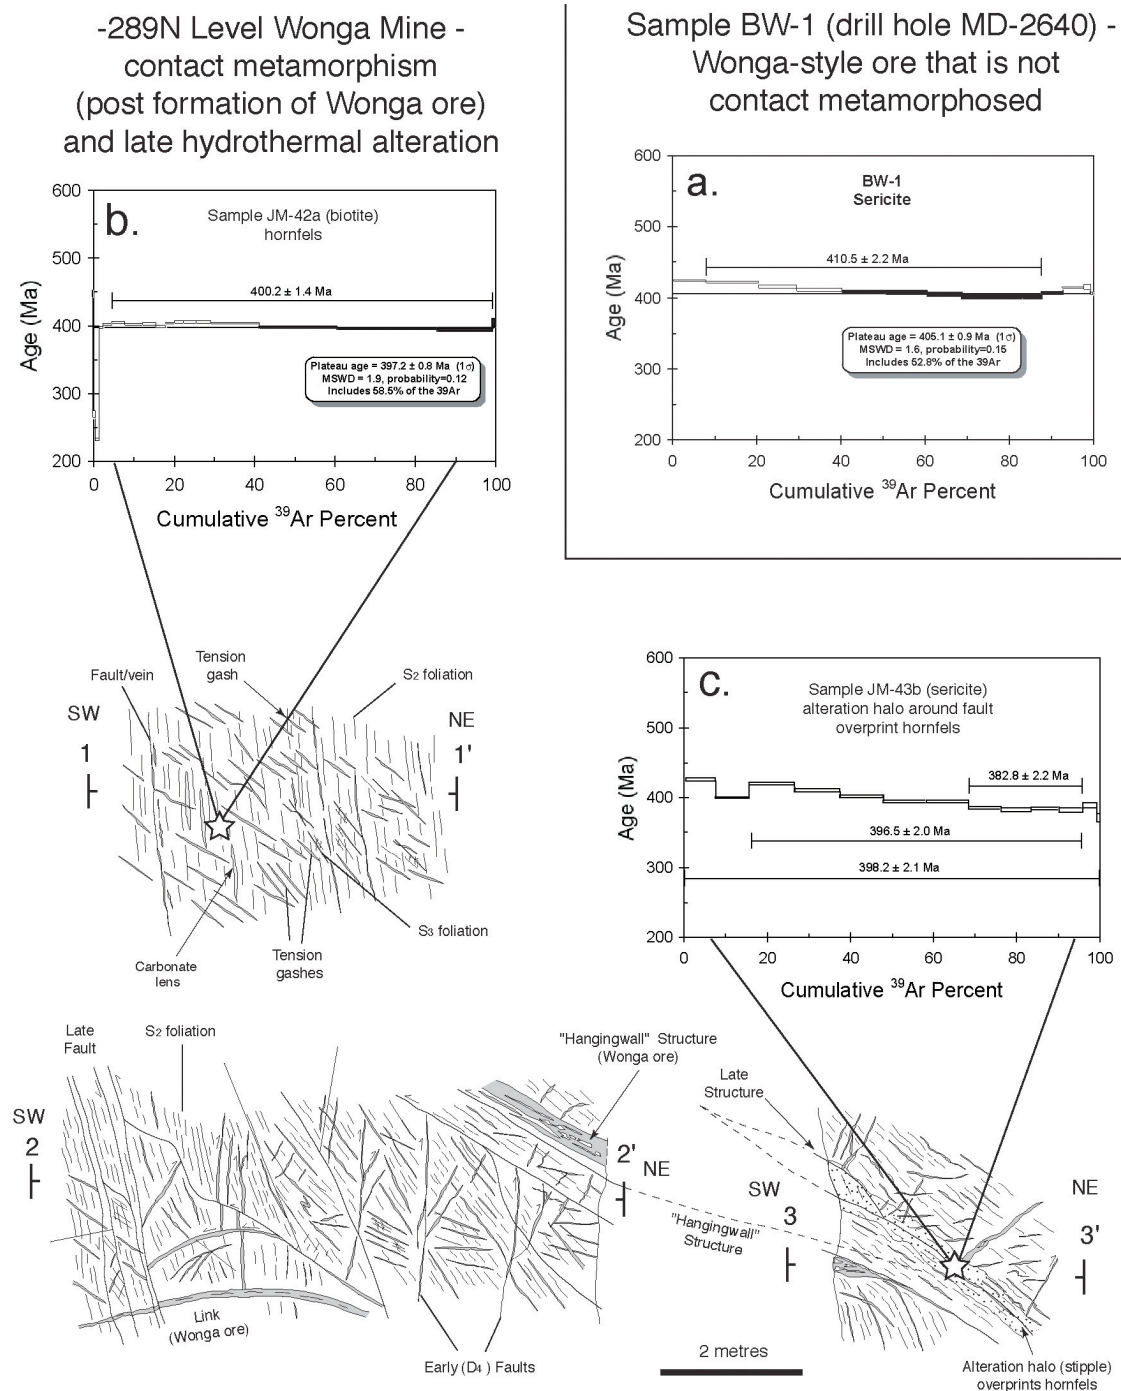 -289N Level Wonga Mine -
contact metamorphism
(post formation of Wonga ore)
and late hydrothermal alteration
Sample BW-1 (drill hole MD-2640) -
Wonga-style ore that is not
contact metamorphosed
600
500
400
300
200
Age (Ma)
b.
Sample JM-42a (biotite)
hornfels
400.2 ± 1.4 Ma
Plateau age = 397.2 ± 0.8 Ma (1σ)
MSWD = 1.9, probability=0.12
Includes 58.5% of the 39Ar
0 20 40 60 80 100
Cumulative 39Ar Percent
600
500
400
300
200
Age (Ma)
a.
BW-1
Sericite
410.5 ± 2.2 Ma
Plateau age = 405.1 ± 0.9 Ma (1σ)
MSWD = 1.6, probability=0.15
Includes 52.8% of the 39Ar
0 20 40 60 80 100
Cumulative 39Ar Percent
Fault/vein
Tension
gash
S2 foliation
SW
1
NE
1'
S3 foliation
Tension
gashes
Carbonate
lens
600
500
400
300
200
Age (Ma)
c.
Sample JM-43b (sericite)
alteration halo around fault
overprint hornfels
382.8 ± 2.2 Ma
396.5 ± 2.0 Ma
398.2 ± 2.1 Ma
0 20 40 60 80 100
Cumulative 39Ar Percent
Late
Fault
S2 foliation
"Hangingwall" Structure
(Wonga ore)
SW
2
2'
NE
Link
(Wonga ore)
Early (D4) Faults
Late
Structure
"Hangingwall"
Structure
SW
3
NE
3'
2 metres
Alteration halo (stipple)
overprints hornfels